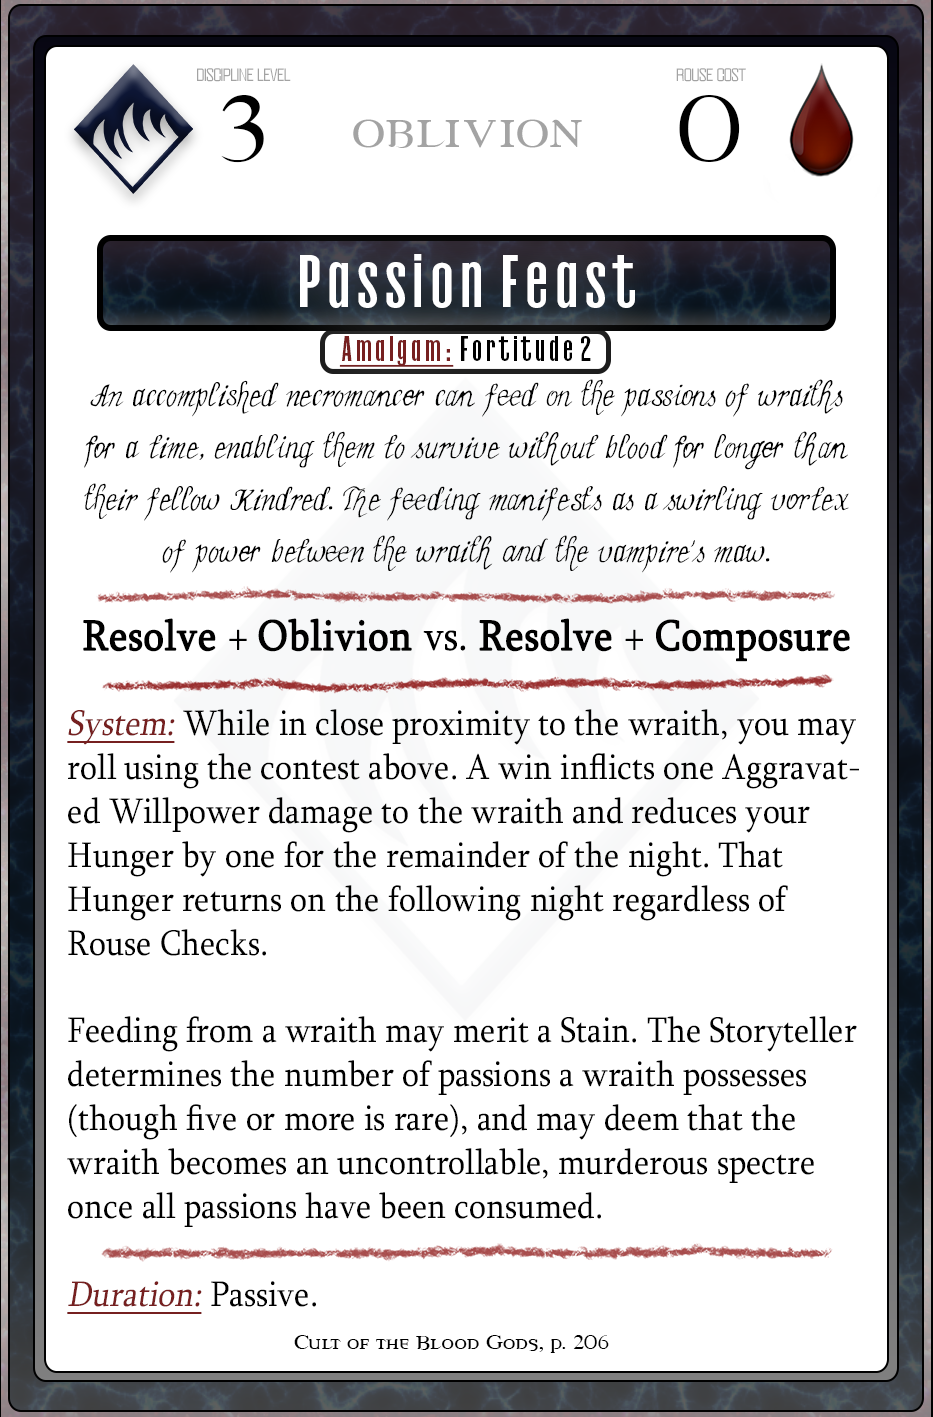 DISCIPLINE LEVEL
3
OBLIVION
ROUSE COST
0
Passion Feast
Amalgam: Fortitude 2
An accomplished necromancer can feed on the passions of wraiths
for a time, enabling them to survive without blood for longer than
their fellow Kindred. The feeding manifests as a swirling vortex
of power between the wraith and the vampire's maw.
Resolve + Oblivion vs. Resolve + Composure
System: While in close proximity to the wraith, you may
roll using the contest above. A win inflicts one Aggravat-
ed Willpower damage to the wraith and reduces your
Hunger by one for the remainder of the night. That
Hunger returns on the following night regardless of
Rouse Checks.
Feeding from a wraith may merit a Stain. The Storyteller
determines the number of passions a wraith possesses
(though five or more is rare), and may deem that the
wraith becomes an uncontrollable, murderous spectre
once all passions have been consumed.
Duration: Passive.
Cult of the Blood Gods, p. 206